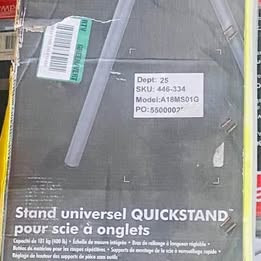 Dept: 25
SKU: 446-334
Model:A18MS01G
Stand universel QUICKSTAND™
pour scie à onglets
Capacité de 181 kg (400 lb) • Échelle de mesure intégrée • Bras de rallonge à longueur réglable •
Butées de matériau pour les coupes répétitives • Supports de montage de la scie à verrouillage rapide •
Réglage de hauteur des supports de pièce sans outils